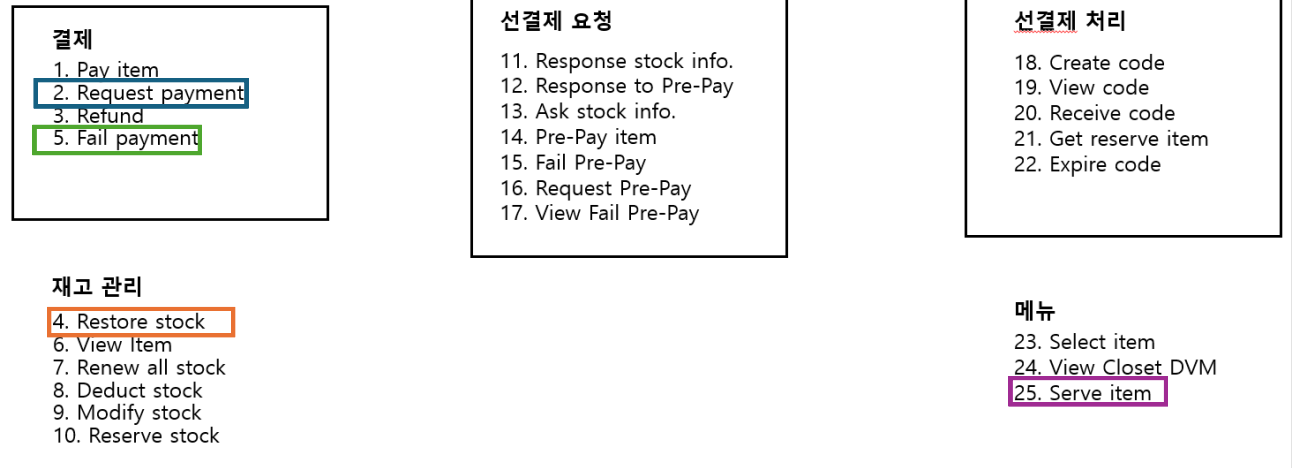 결제
1. Pay item
2. Request payment
3. Refund
5. Fail payment
재고 관리
4. Restore stock
6. View Item
7. Renew all stock
8. Deduct stock
9. Modify stock
10. Reserve stock
선결제 요청
11. Response stock info.
12. Response to Pre-Pay
13. Ask stock info.
14. Pre-Pay item
15. Fail Pre-Pay
16. Request Pre-Pay
17. View Fail Pre-Pay
선결제 처리
18. Create code
19. View code
20. Receive code
21. Get reserve item
22. Expire code
메뉴
23. Select item
24. View Closet DVM
25. Serve item